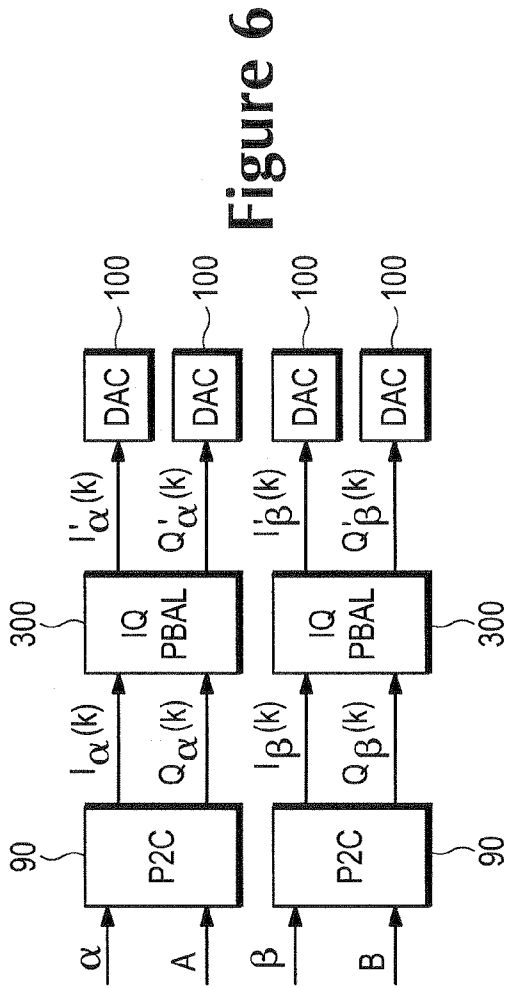 Figure 6
α
A
β
B
90
P2C
P2C
90
Iα(k)
Qα(k)
Iβ(k)
Qβ(k)
300
IQ
PBAL
IQ
PBAL
300
I'α(k)
Q'α(k)
I'β(k)
Q'β(k)
DAC
DAC
DAC
DAC
100
100
100
100